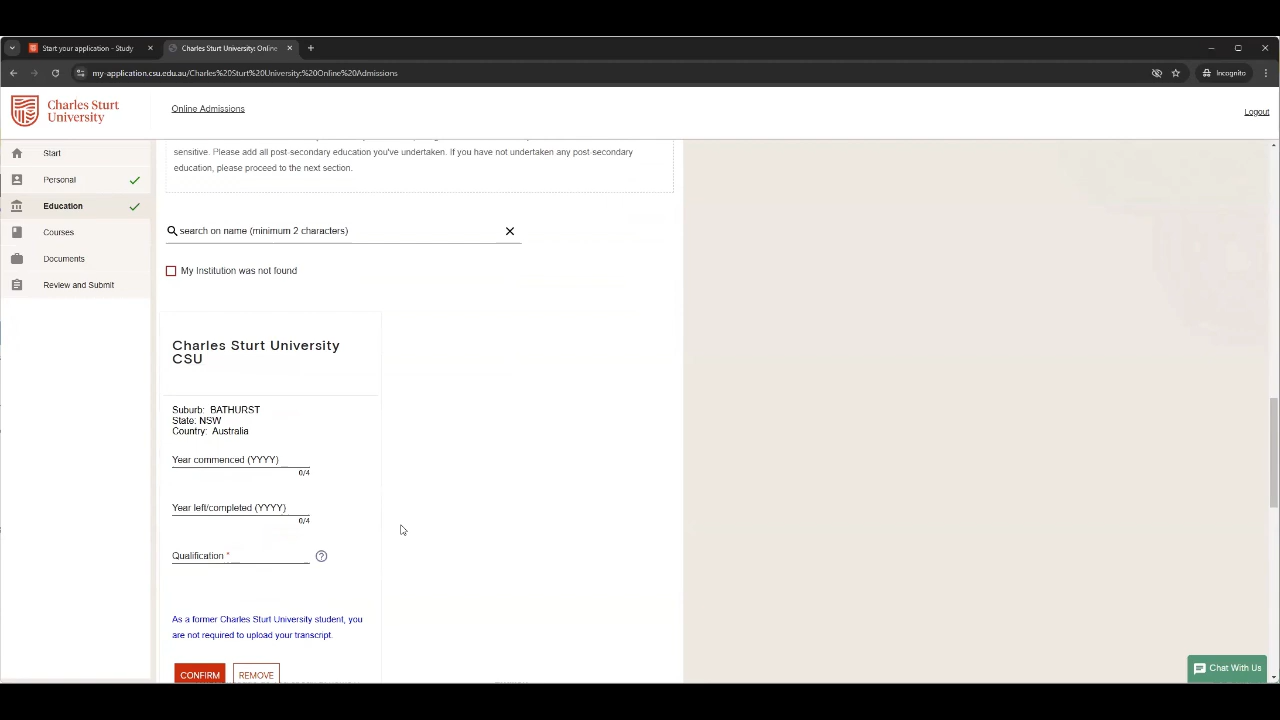 Start your application - Study
Charles Sturt University: Online
my-application.csu.edu.au/Charles%20Sturt%20University:%20Online%20Admissions
Incognito
Charles Sturt
University
Online Admissions
Logout
Start
Personal
Education
Courses
Documents
Review and Submit
sensitive. Please add all post-secondary education you've undertaken. If you have not undertaken any post-secondary
education, please proceed to the next section.
search on name (minimum 2 characters)
My Institution was not found
Charles Sturt University
CSU
Suburb: BATHURST
State: NSW
Country: Australia
Year commenced (YYYY)
0/4
Year left/completed (YYYY)
0/4
Qualification *
As a former Charles Sturt University student, you
are not required to upload your transcript.
CONFIRM
REMOVE
Chat With Us